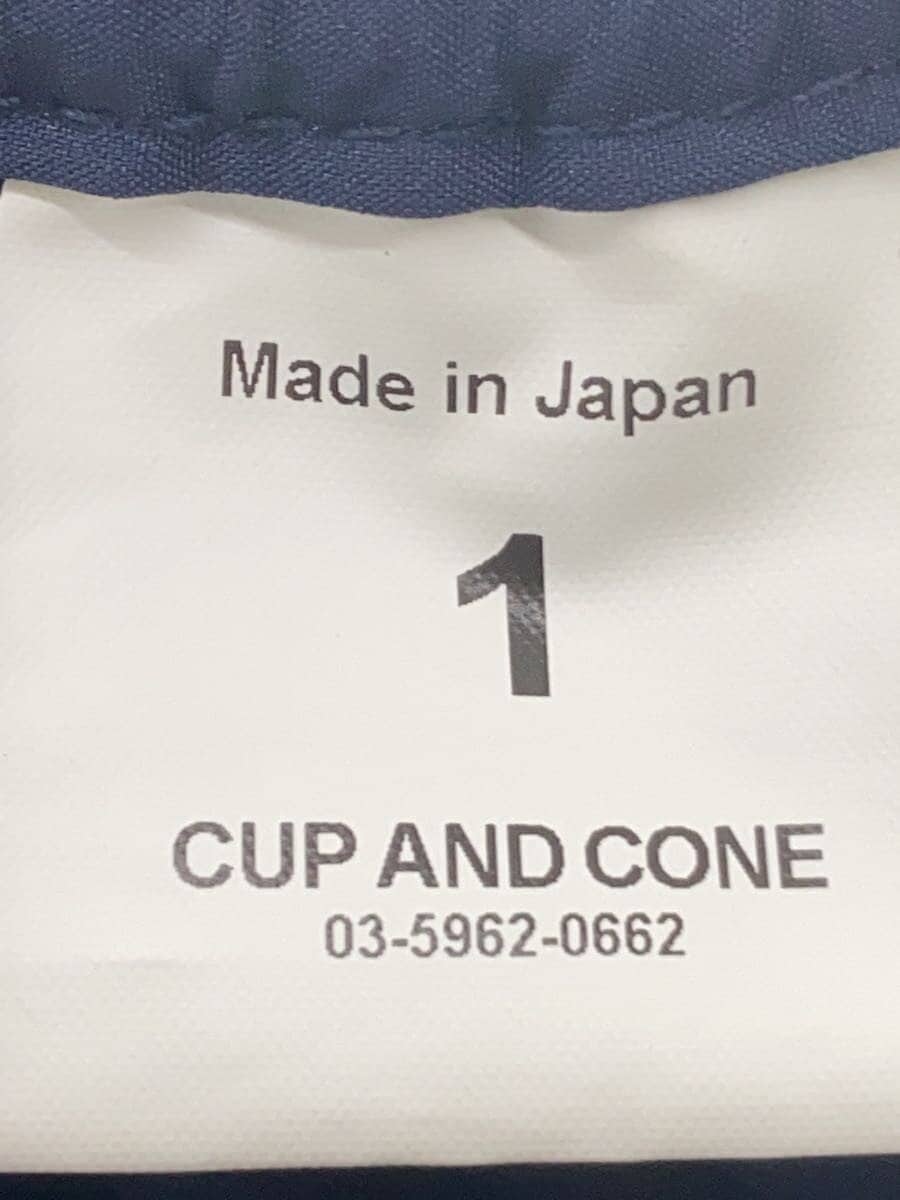 Made in Japan
1
CUP AND CONE
03-5962-0662